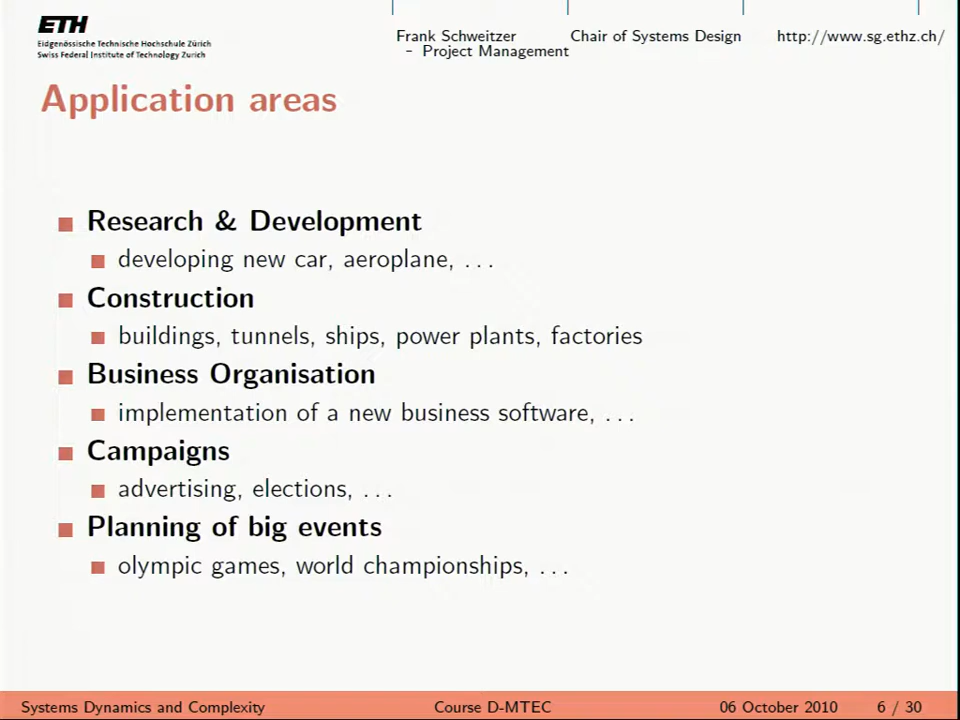 ETH
Eidgenössische Technische Hochschule Zürich
Swiss Federal Institute of Technology Zurich
Frank Schweitzer
– Project Management
Chair of Systems Design
http://www.sg.ethz.ch/
Application areas
Research & Development
developing new car, aeroplane, . . .
Construction
buildings, tunnels, ships, power plants, factories
Business Organisation
implementation of a new business software, . . .
Campaigns
advertising, elections, . . .
Planning of big events
olympic games, world championships, . . .
Systems Dynamics and Complexity
Course D-MTEC
06 October 2010
6 / 30